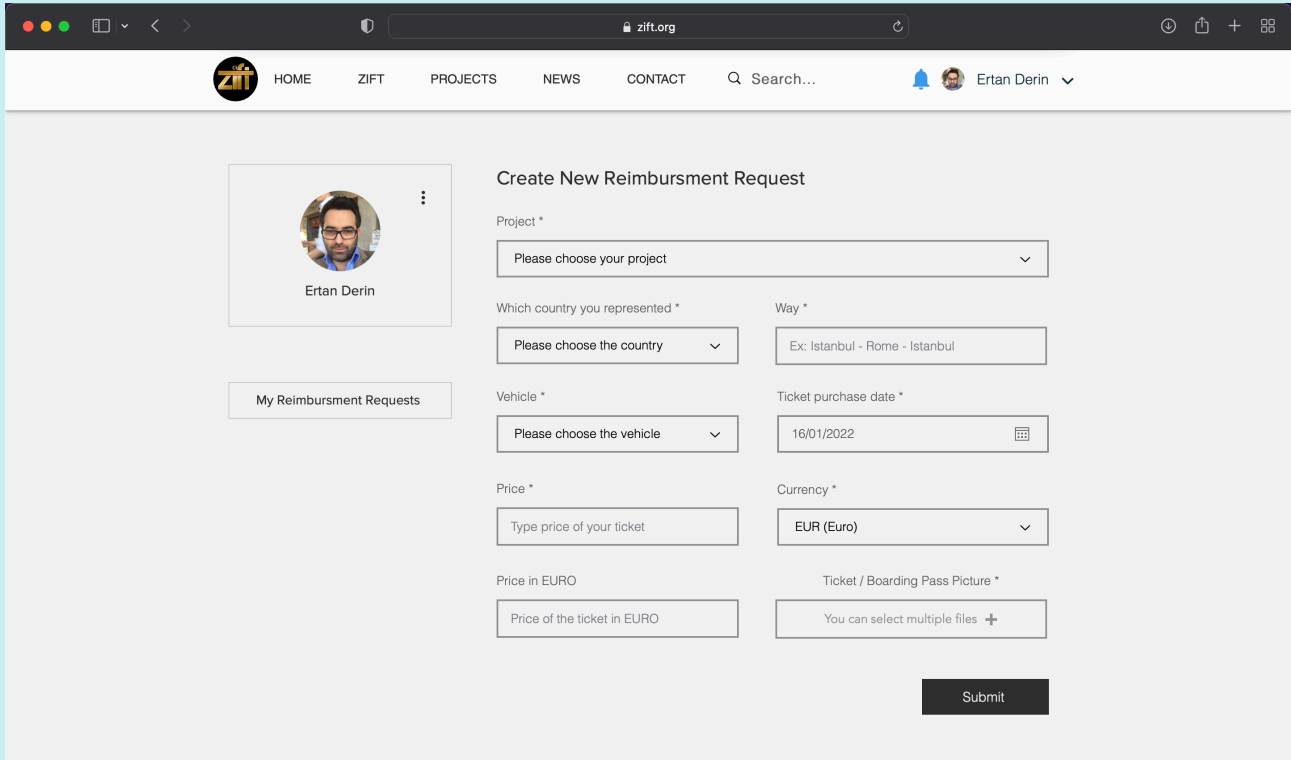 zift.org
zift
HOME ZIFT PROJECTS NEWS CONTACT Search... Ertan Derin
Ertan Derin
My Reimbursment Requests
Create New Reimbursment Request
Project *
Please choose your project
Which country you represented * Way *
Please choose the country Ex: Istanbul - Rome - Istanbul
Vehicle * Ticket purchase date *
Please choose the vehicle 16/01/2022
Price * Currency *
Type price of your ticket EUR (Euro)
Price in EURO Ticket / Boarding Pass Picture *
Price of the ticket in EURO You can select multiple files +
Submit